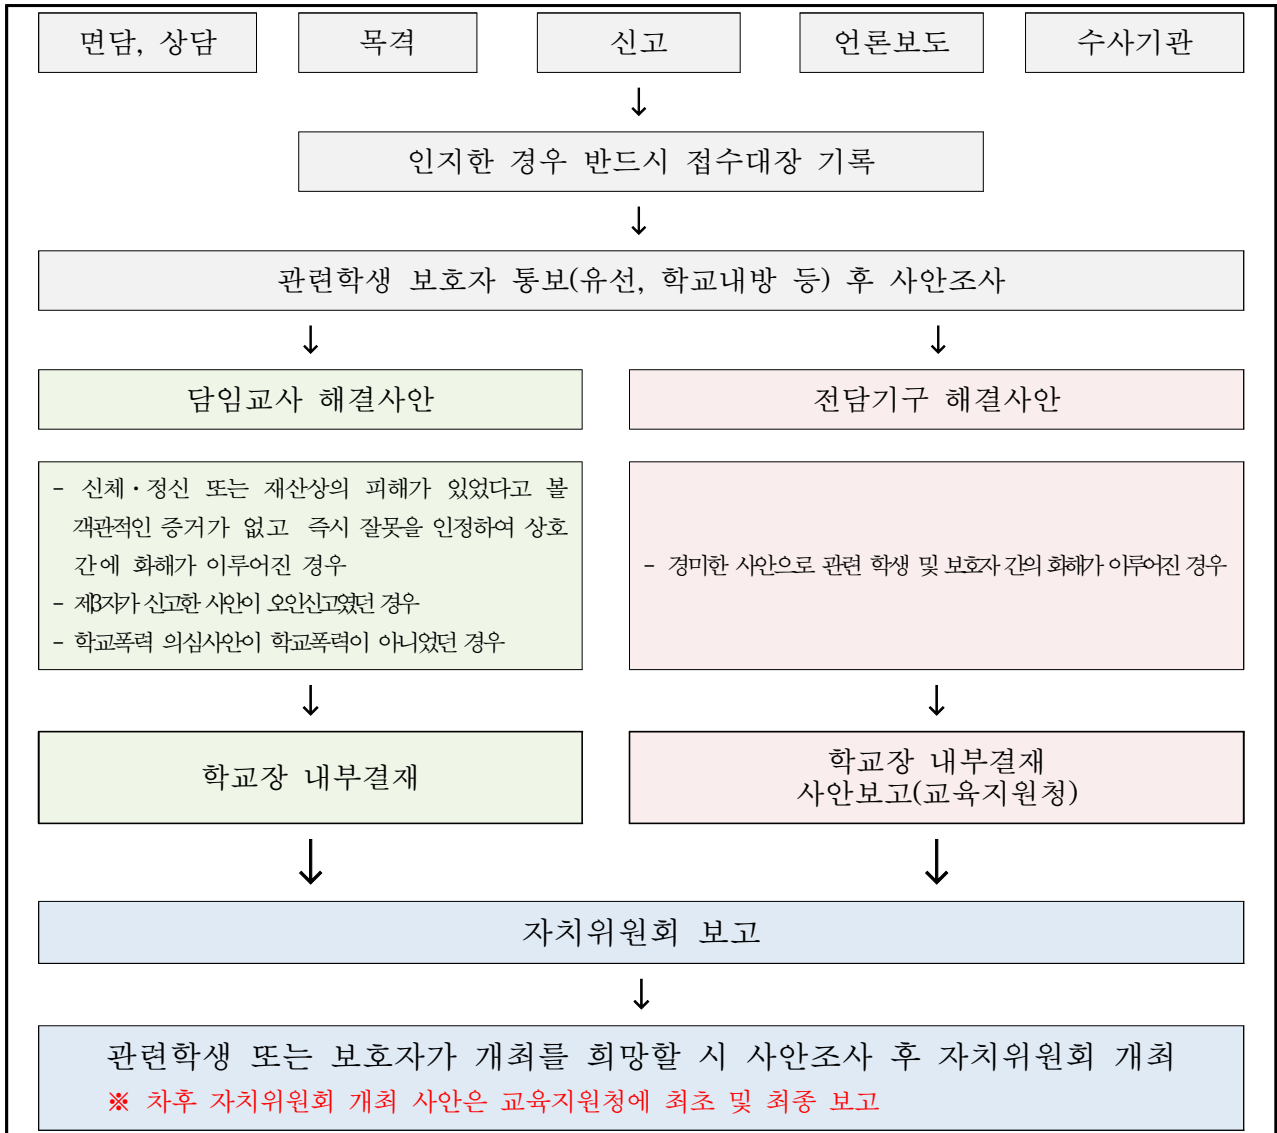 면담, 상담
목격
신고
언론보도
수사기관
↓
인지한 경우 반드시 접수대장 기록
↓
관련학생 보호자 통보(유선, 학교내방 등) 후 사안조사
↓
↓
담임교사 해결사안
전담기구 해결사안
- 신체·정신 또는 재산상의 피해가 있었다고 볼
객관적인 증거가 없고 즉시 잘못을 인정하여 상호
간에 화해가 이루어진 경우
- 제3자가 신고한 사안이 오인신고였던 경우
- 학교폭력 의심사안이 학교폭력이 아니었던 경우
- 경미한 사안으로 관련 학생 및 보호자 간의 화해가 이루어진 경우
↓
↓
학교장 내부결재
학교장 내부결재
사안보고(교육지원청)
↓
↓
자치위원회 보고
↓
관련학생 또는 보호자가 개최를 희망할 시 사안조사 후 자치위원회 개최
※ 차후 자치위원회 개최 사안은 교육지원청에 최초 및 최종 보고